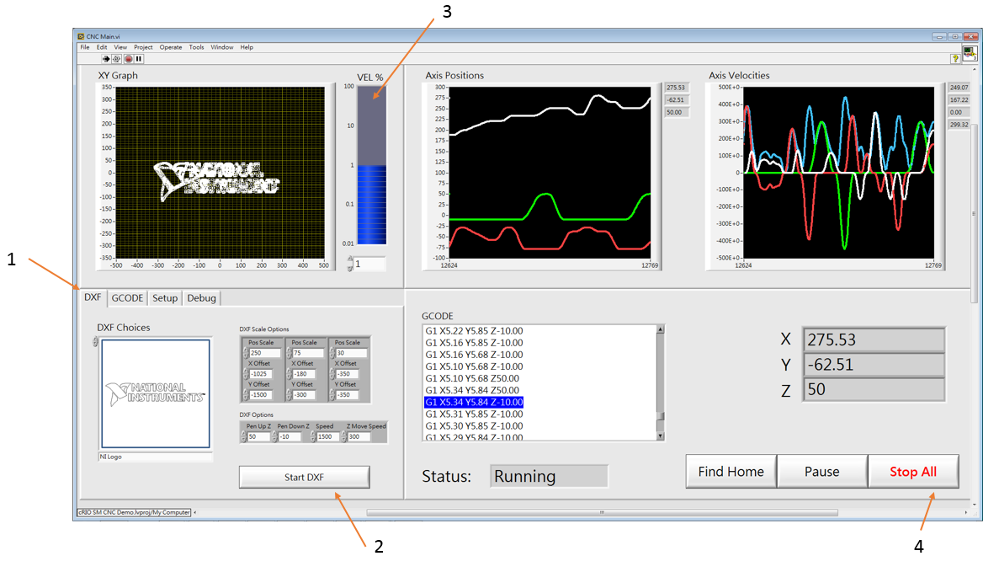 3
CNC Main.vi
File Edit View Project Operate Tools Window Help
XY Graph
350
300
250
200
150
100
50
0
-50
-100
-150
-200
-250
-300
-350
-500 -400 -300 -200 -100 0 100 200 300 400 500
VEL %
100
10
1
0.1
0.01
1
Axis Positions
300
275
250
225
200
175
150
125
100
75
50
25
0
-25
-50
-75
-100
12624 12769
275.53
-62.51
50.00
Axis Velocities
500E+0
400E+0
300E+0
200E+0
100E+0
0
-100E+0
-200E+0
-300E+0
-400E+0
-500E+0
12624 12769
249.07
167.22
0.00
299.32
1
DXF GCODE Setup Debug
DXF Choices
NATIONAL
INSTRUMENTS
NI Logo
DXF Scale Options
Pos Scale Pos Scale Pos Scale
250 75 30
X Offset X Offset X Offset
-1025 -180 -350
Y Offset Y Offset Y Offset
-1500 -300 -350
DXF Options
Pen Up Z Pen Down Z Speed Z Move Speed
50 -10 1500 300
Start DXF
2
GCODE
G1 X5.22 Y5.85 Z-10.00
G1 X5.16 Y5.85 Z-10.00
G1 X5.16 Y5.68 Z-10.00
G1 X5.10 Y5.68 Z-10.00
G1 X5.10 Y5.68 Z50.00
G1 X5.34 Y5.84 Z50.00
G1 X5.34 Y5.84 Z-10.00
G1 X5.31 Y5.85 Z-10.00
G1 X5.30 Y5.85 Z-10.00
G1 X5.29 Y5.84 Z-10.00
X 275.53
Y -62.51
Z 50
Status: Running
Find Home Pause Stop All
4
cRIO SM CNC Demo.lvproj/My Computer